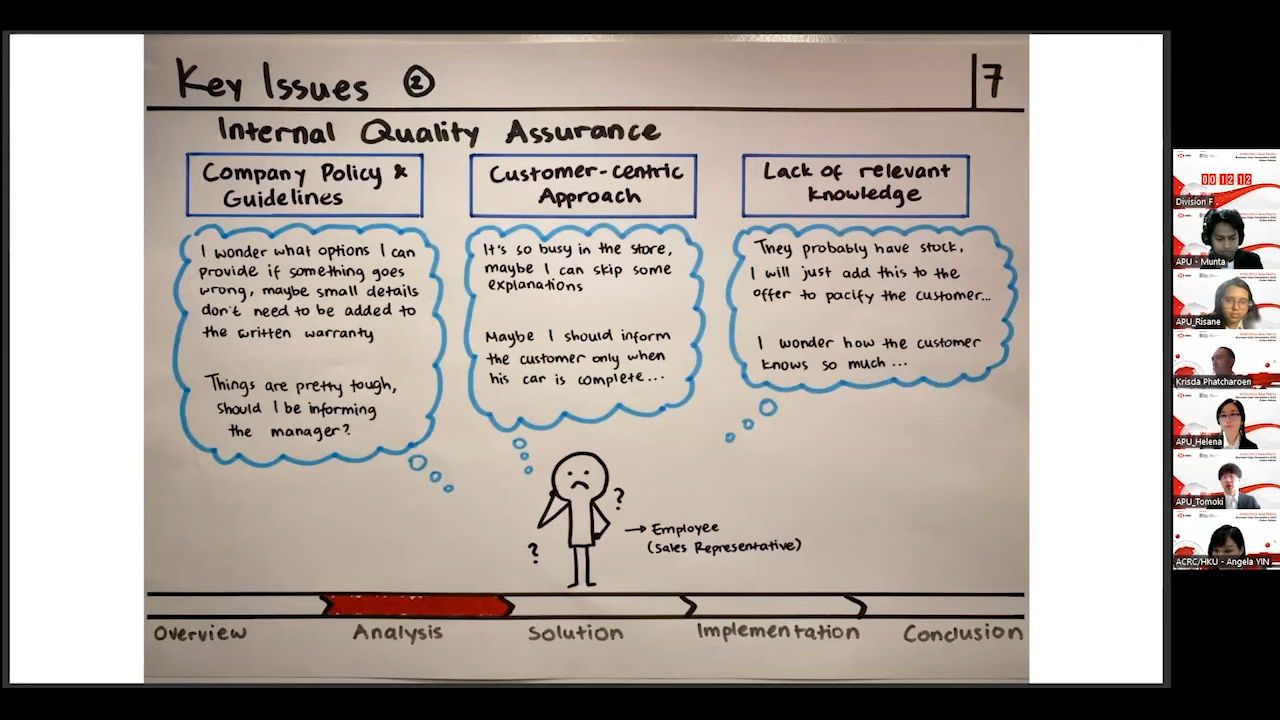 Key Issues ②
7
Internal Quality Assurance
Company Policy &
Guidelines
Customer-centric
Approach
Lack of relevant
knowledge
I wonder what options I can
provide if something goes
wrong, maybe small details
don't need to be added to
the written warranty
Things are pretty tough,
should I be informing
the manager?
It's so busy in the store,
maybe I can skip some
explanations
Maybe I should inform
the customer only when
his car is complete...
They probably have stock,
I will just add this to the
offer to pacify the customer...
I wonder how the customer
knows so much ...
?
?
→ Employee
(Sales Representative)
Overview
Analysis
Solution
Implementation
Conclusion
00:12:12
Division F
APU - Munta
APU_Risane
Krisda Phatcharoen
APU_Helena
APU_Tomoki
ACRC/HKU - Angela YIN